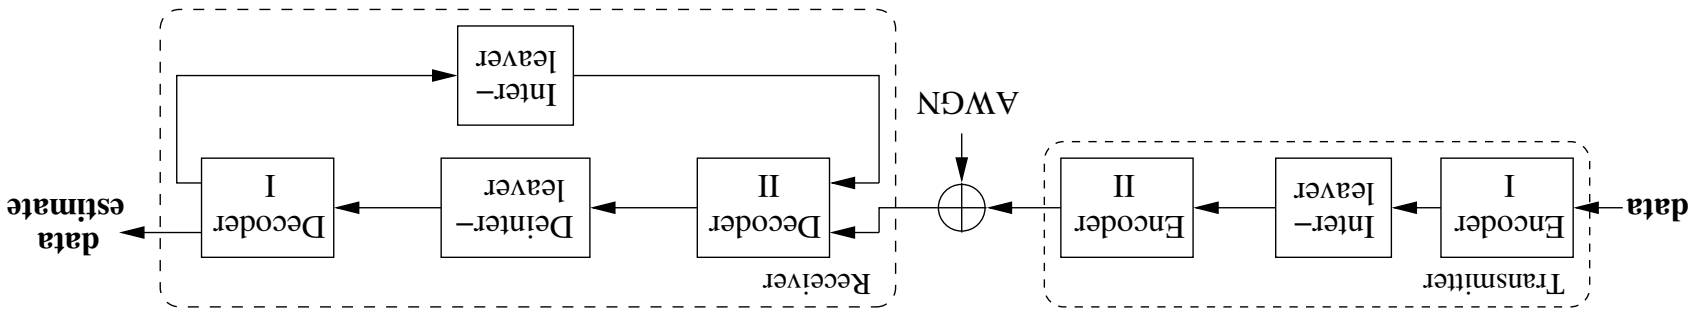 Transmitter
Receiver
data
Encoder
I
Inter–
leaver
Encoder
II
AWGN
Decoder
II
Deinter–
leaver
Decoder
I
data
estimate
Inter–
leaver